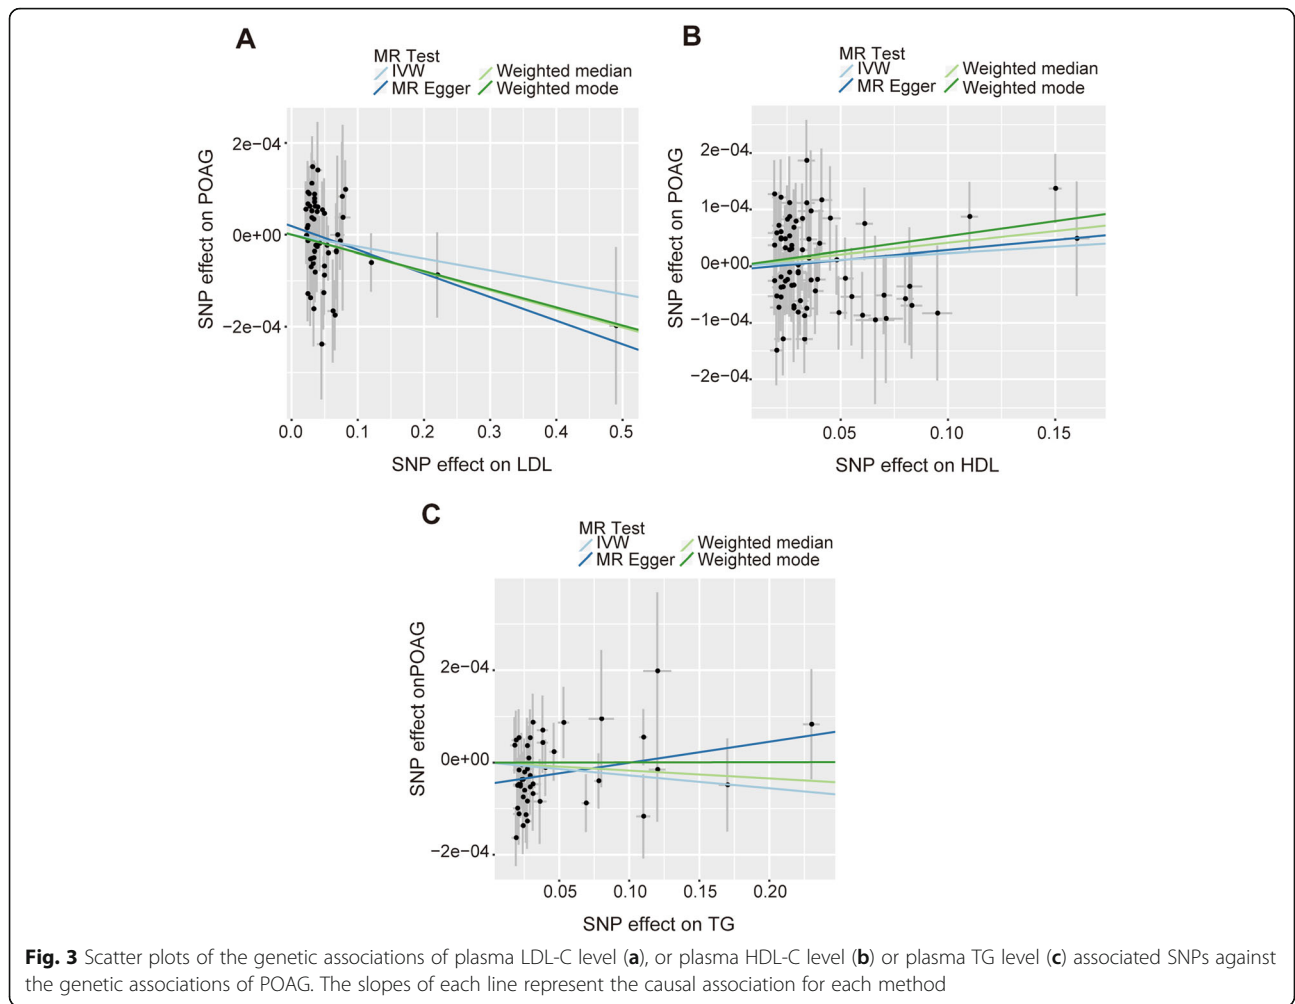 A
MR Test
IVW
Weighted median
MR Egger
Weighted mode
SNP effect on POAG
2e−04
0e+00
−2e−04
0.0 0.1 0.2 0.3 0.4 0.5
SNP effect on LDL
B
MR Test
IVW
Weighted median
MR Egger
Weighted mode
SNP effect on POAG
2e−04
1e−04
0e+00
−1e−04
−2e−04
0.05 0.10 0.15
SNP effect on HDL
C
MR Test
IVW
Weighted median
MR Egger
Weighted mode
SNP effect onPOAG
2e−04
0e+00
−2e−04
0.05 0.10 0.15 0.20
SNP effect on TG
Fig. 3 Scatter plots of the genetic associations of plasma LDL-C level (a), or plasma HDL-C level (b) or plasma TG level (c) associated SNPs against
the genetic associations of POAG. The slopes of each line represent the causal association for each method